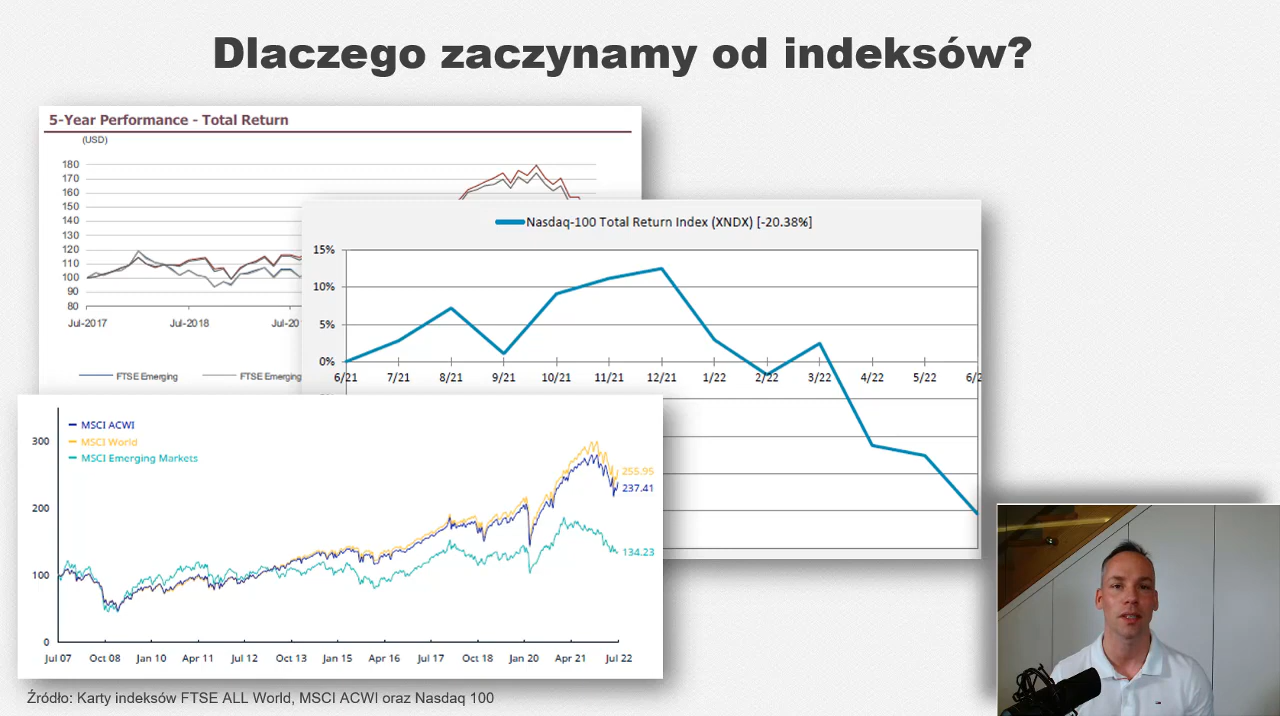 Dlaczego zaczynamy od indeksów?
5-Year Performance - Total Return
(USD)
180
170
160
150
140
130
120
110
100
90
80
Jul-2017 Jul-2018 Jul-20
FTSE Emerging FTSE Emerging
Nasdaq-100 Total Return Index (XNDX) [-20.38%]
15%
10%
5%
0%
6/21 7/21 8/21 9/21 10/21 11/21 12/21 1/22 2/22 3/22 4/22 5/22 6/2
MSCI ACWI
MSCI World
MSCI Emerging Markets
300
200
100
0
255.95
237.41
134.23
Jul 07 Oct 08 Jan 10 Apr 11 Jul 12 Oct 13 Jan 15 Apr 16 Jul 17 Oct 18 Jan 20 Apr 21 Jul 22
Źródło: Karty indeksów FTSE ALL World, MSCI ACWI oraz Nasdaq 100